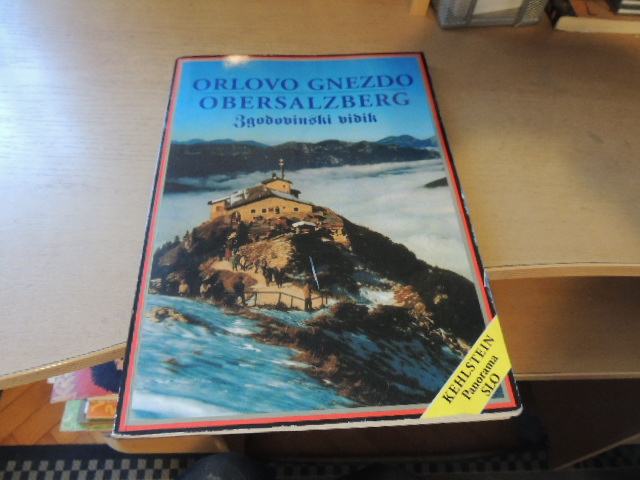 ORLOVO GNEZDO
OBERSALZBERG
Zgodovinski vidik
KEHLSTEIN
Panorama
SLO